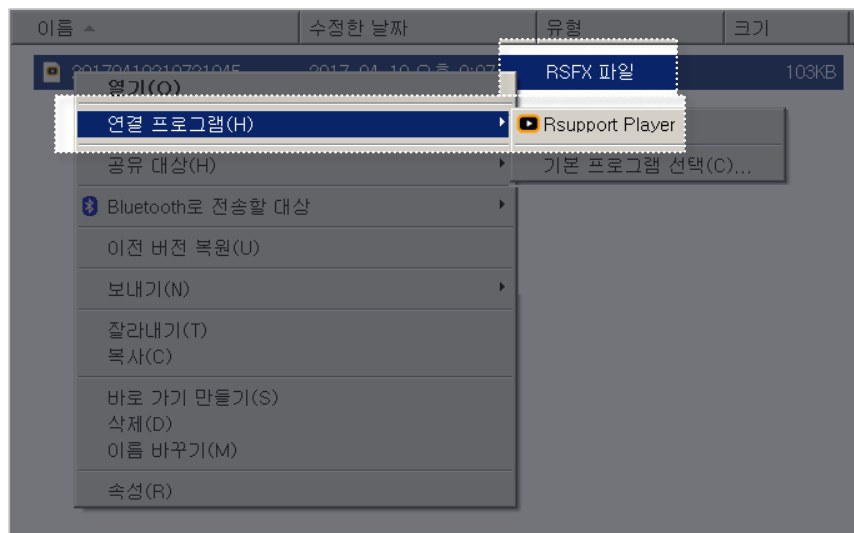 이름 수정한 날짜 유형 크기
RSFX 파일 103KB
열기(O)
연결 프로그램(H) Rsupport Player
공유 대상(H) 기본 프로그램 선택(C)...
Bluetooth로 전송할 대상
이전 버전 복원(U)
보내기(N)
잘라내기(T)
복사(C)
바로 가기 만들기(S)
삭제(D)
이름 바꾸기(M)
속성(R)